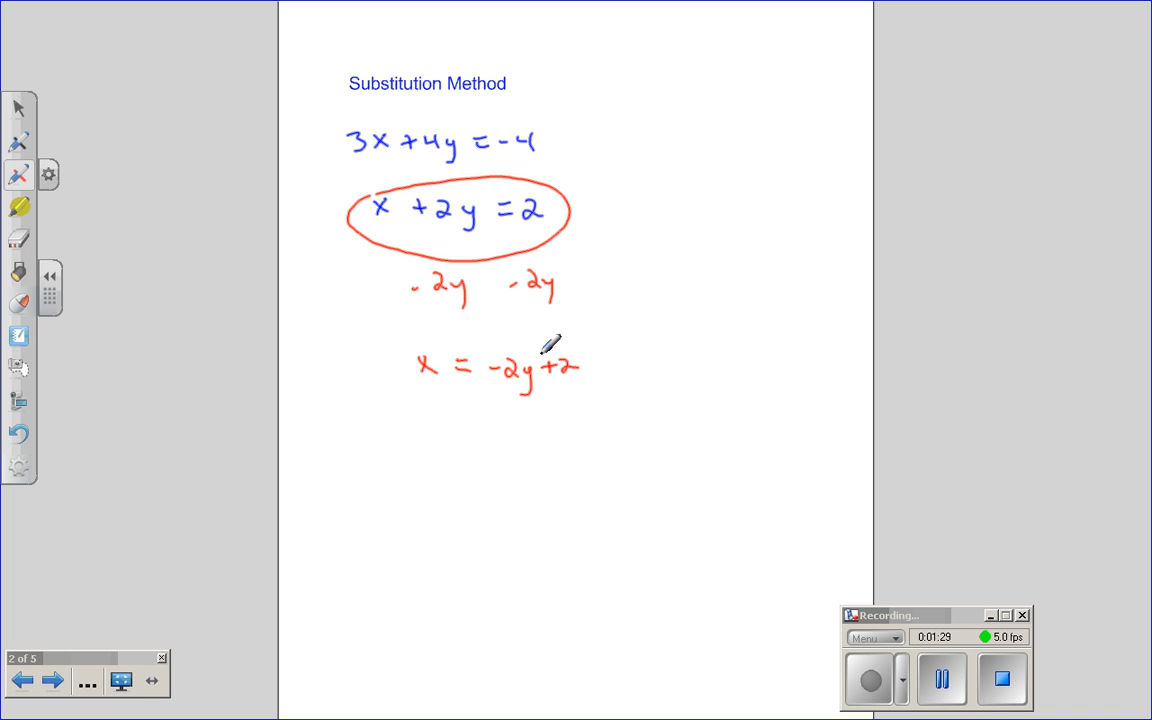 Substitution Method
3x + 4y = -4
x + 2y = 2
- 2y - 2y
x = -2y + 2
2 of 5
...
Recording...
Menu
0:01:29
5.0 fps